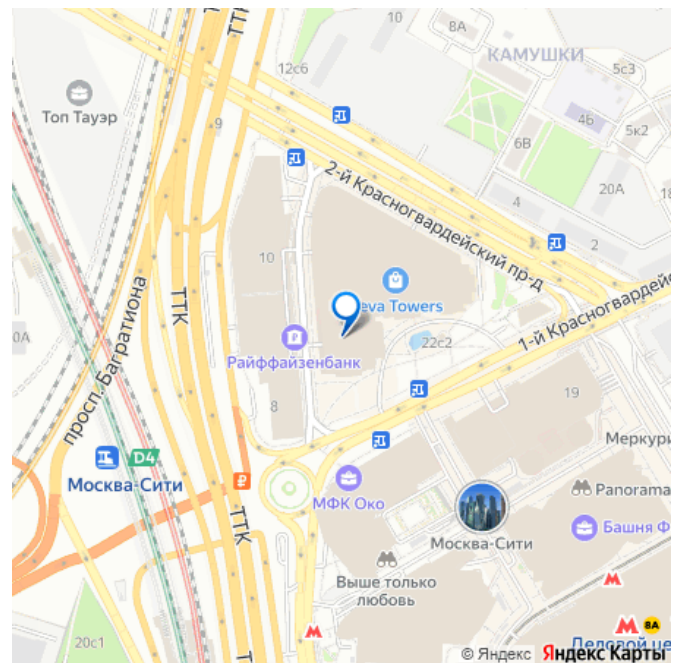 10
8А
КАМУШКИ
5с3
ТТК
12с6
Топ Тауэр
4Б
5к2
9
6В
20А
2-й Красногвардейский пр-д
4
2
10
eva Towers
1-й Красногвардейс
ТТК
просп. Багратиона
Райффайзенбанк
22с2
0А
19
8
Меркури
D4
Москва-Сити
МФК Око
Panorama
ТТК
Москва-Сити
Башня Ф
Выше только
любовь
8А
20с1
Деловой це
© Яндекс Яндекс Карты